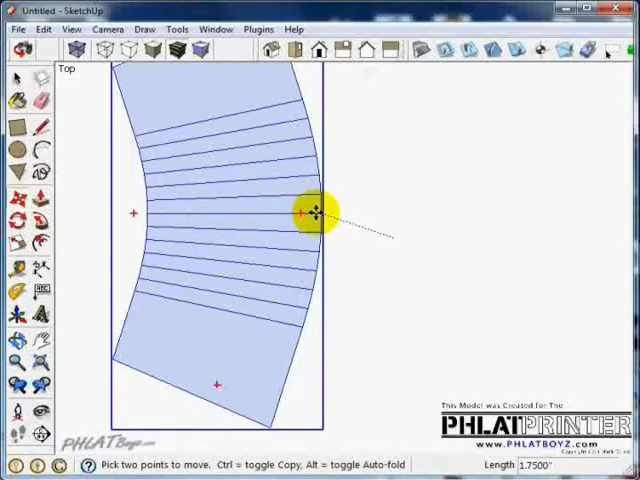 Untitled - SketchUp
File Edit View Camera Draw Tools Window Plugins Help
Top
ABC
A
This Model was Created For The
PHLATPRINTER
www.PHLATBOYZ.com
PHLATBoyz.com
Pick two points to move. Ctrl = toggle Copy, Alt = toggle Auto-fold
Length 1.7500"